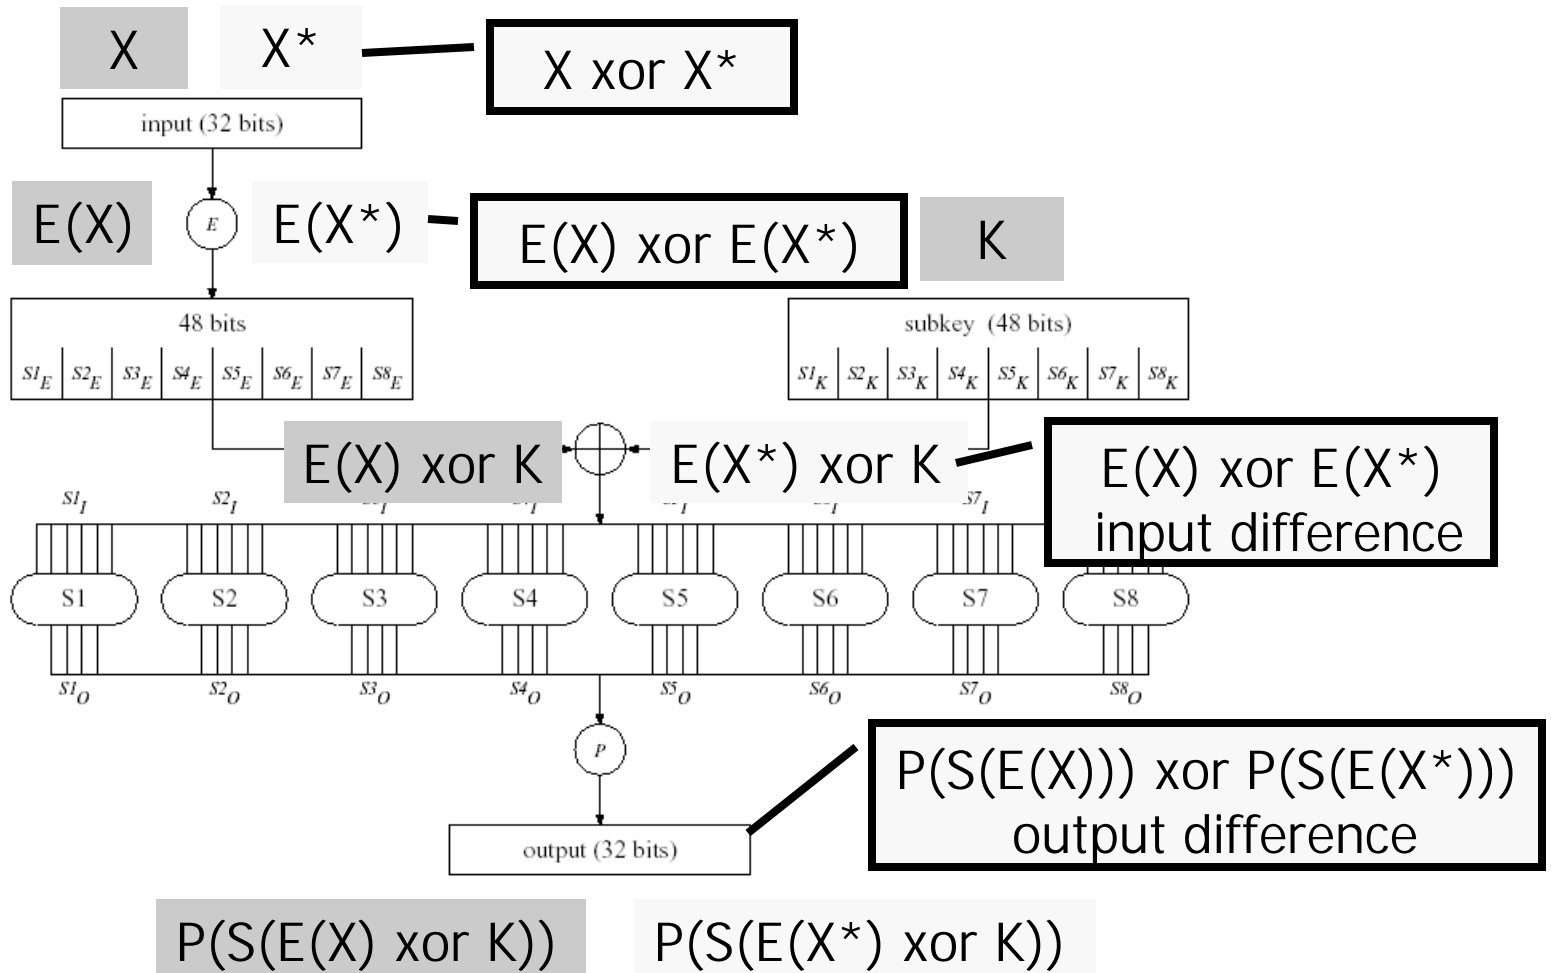 X X* X xor X*
input (32 bits)
E(X) E E(X*) E(X) xor E(X*) K
48 bits subkey (48 bits)
S1E S2E S3E S4E S5E S6E S7E S8E S1K S2K S3K S4K S5K S6K S7K S8K
E(X) xor K E(X*) xor K E(X) xor E(X*)
input difference
S1I S2I S7I
S1 S2 S3 S4 S5 S6 S7 S8
S1O S2O S3O S4O S5O S6O S7O S8O
P P(S(E(X))) xor P(S(E(X*)))
output difference
output (32 bits)
P(S(E(X) xor K)) P(S(E(X*) xor K))